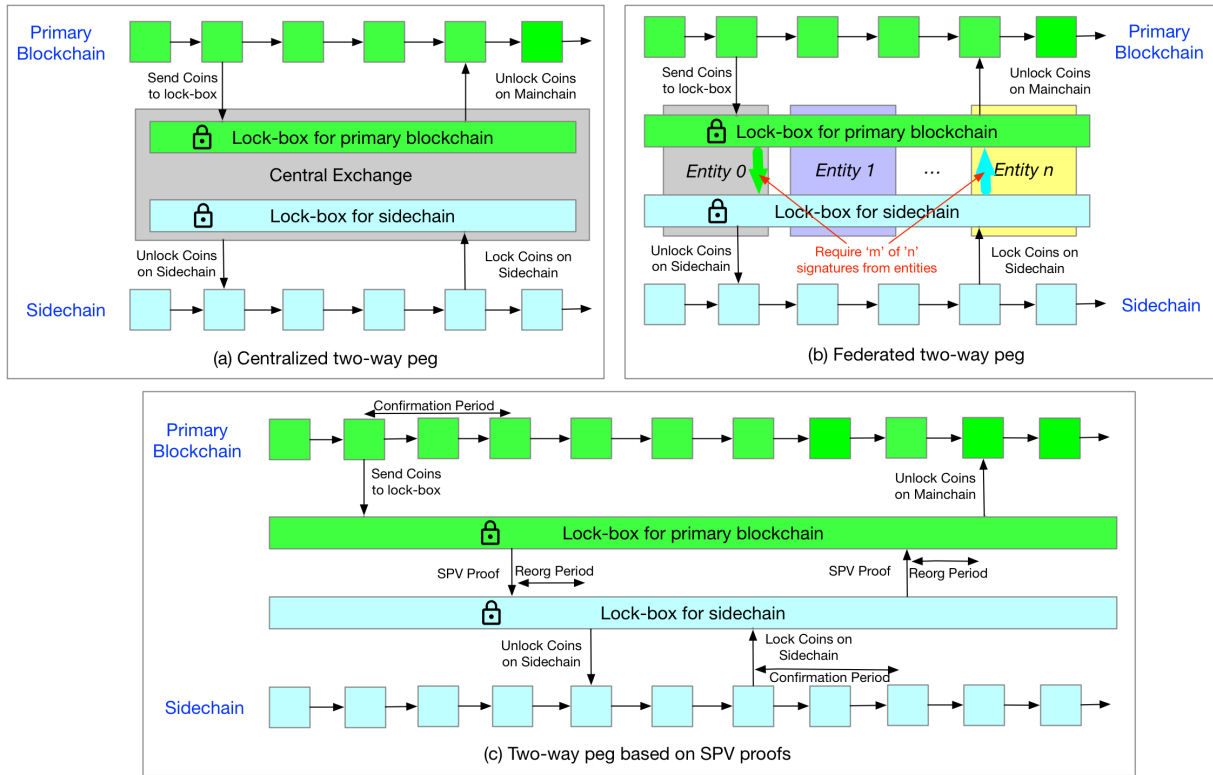 Primary
Blockchain
Send Coins
to lock-box
Unlock Coins
on Mainchain
Lock-box for primary blockchain
Central Exchange
Lock-box for sidechain
Unlock Coins
on Sidechain
Lock Coins on
Sidechain
Sidechain
(a) Centralized two-way peg
Primary
Blockchain
Send Coins
to lock-box
Unlock Coins
on Mainchain
Lock-box for primary blockchain
Entity 0
Entity 1
...
Entity n
Lock-box for sidechain
Unlock Coins
on Sidechain
Require ‘m’ of ’n’
signatures from entities
Lock Coins on
Sidechain
Sidechain
(b) Federated two-way peg
Confirmation Period
Primary
Blockchain
Send Coins
to lock-box
Unlock Coins
on Mainchain
Lock-box for primary blockchain
SPV Proof
Reorg Period
SPV Proof
Reorg Period
Lock-box for sidechain
Unlock Coins
on Sidechain
Lock Coins on
Sidechain
Confirmation Period
Sidechain
(c) Two-way peg based on SPV proofs